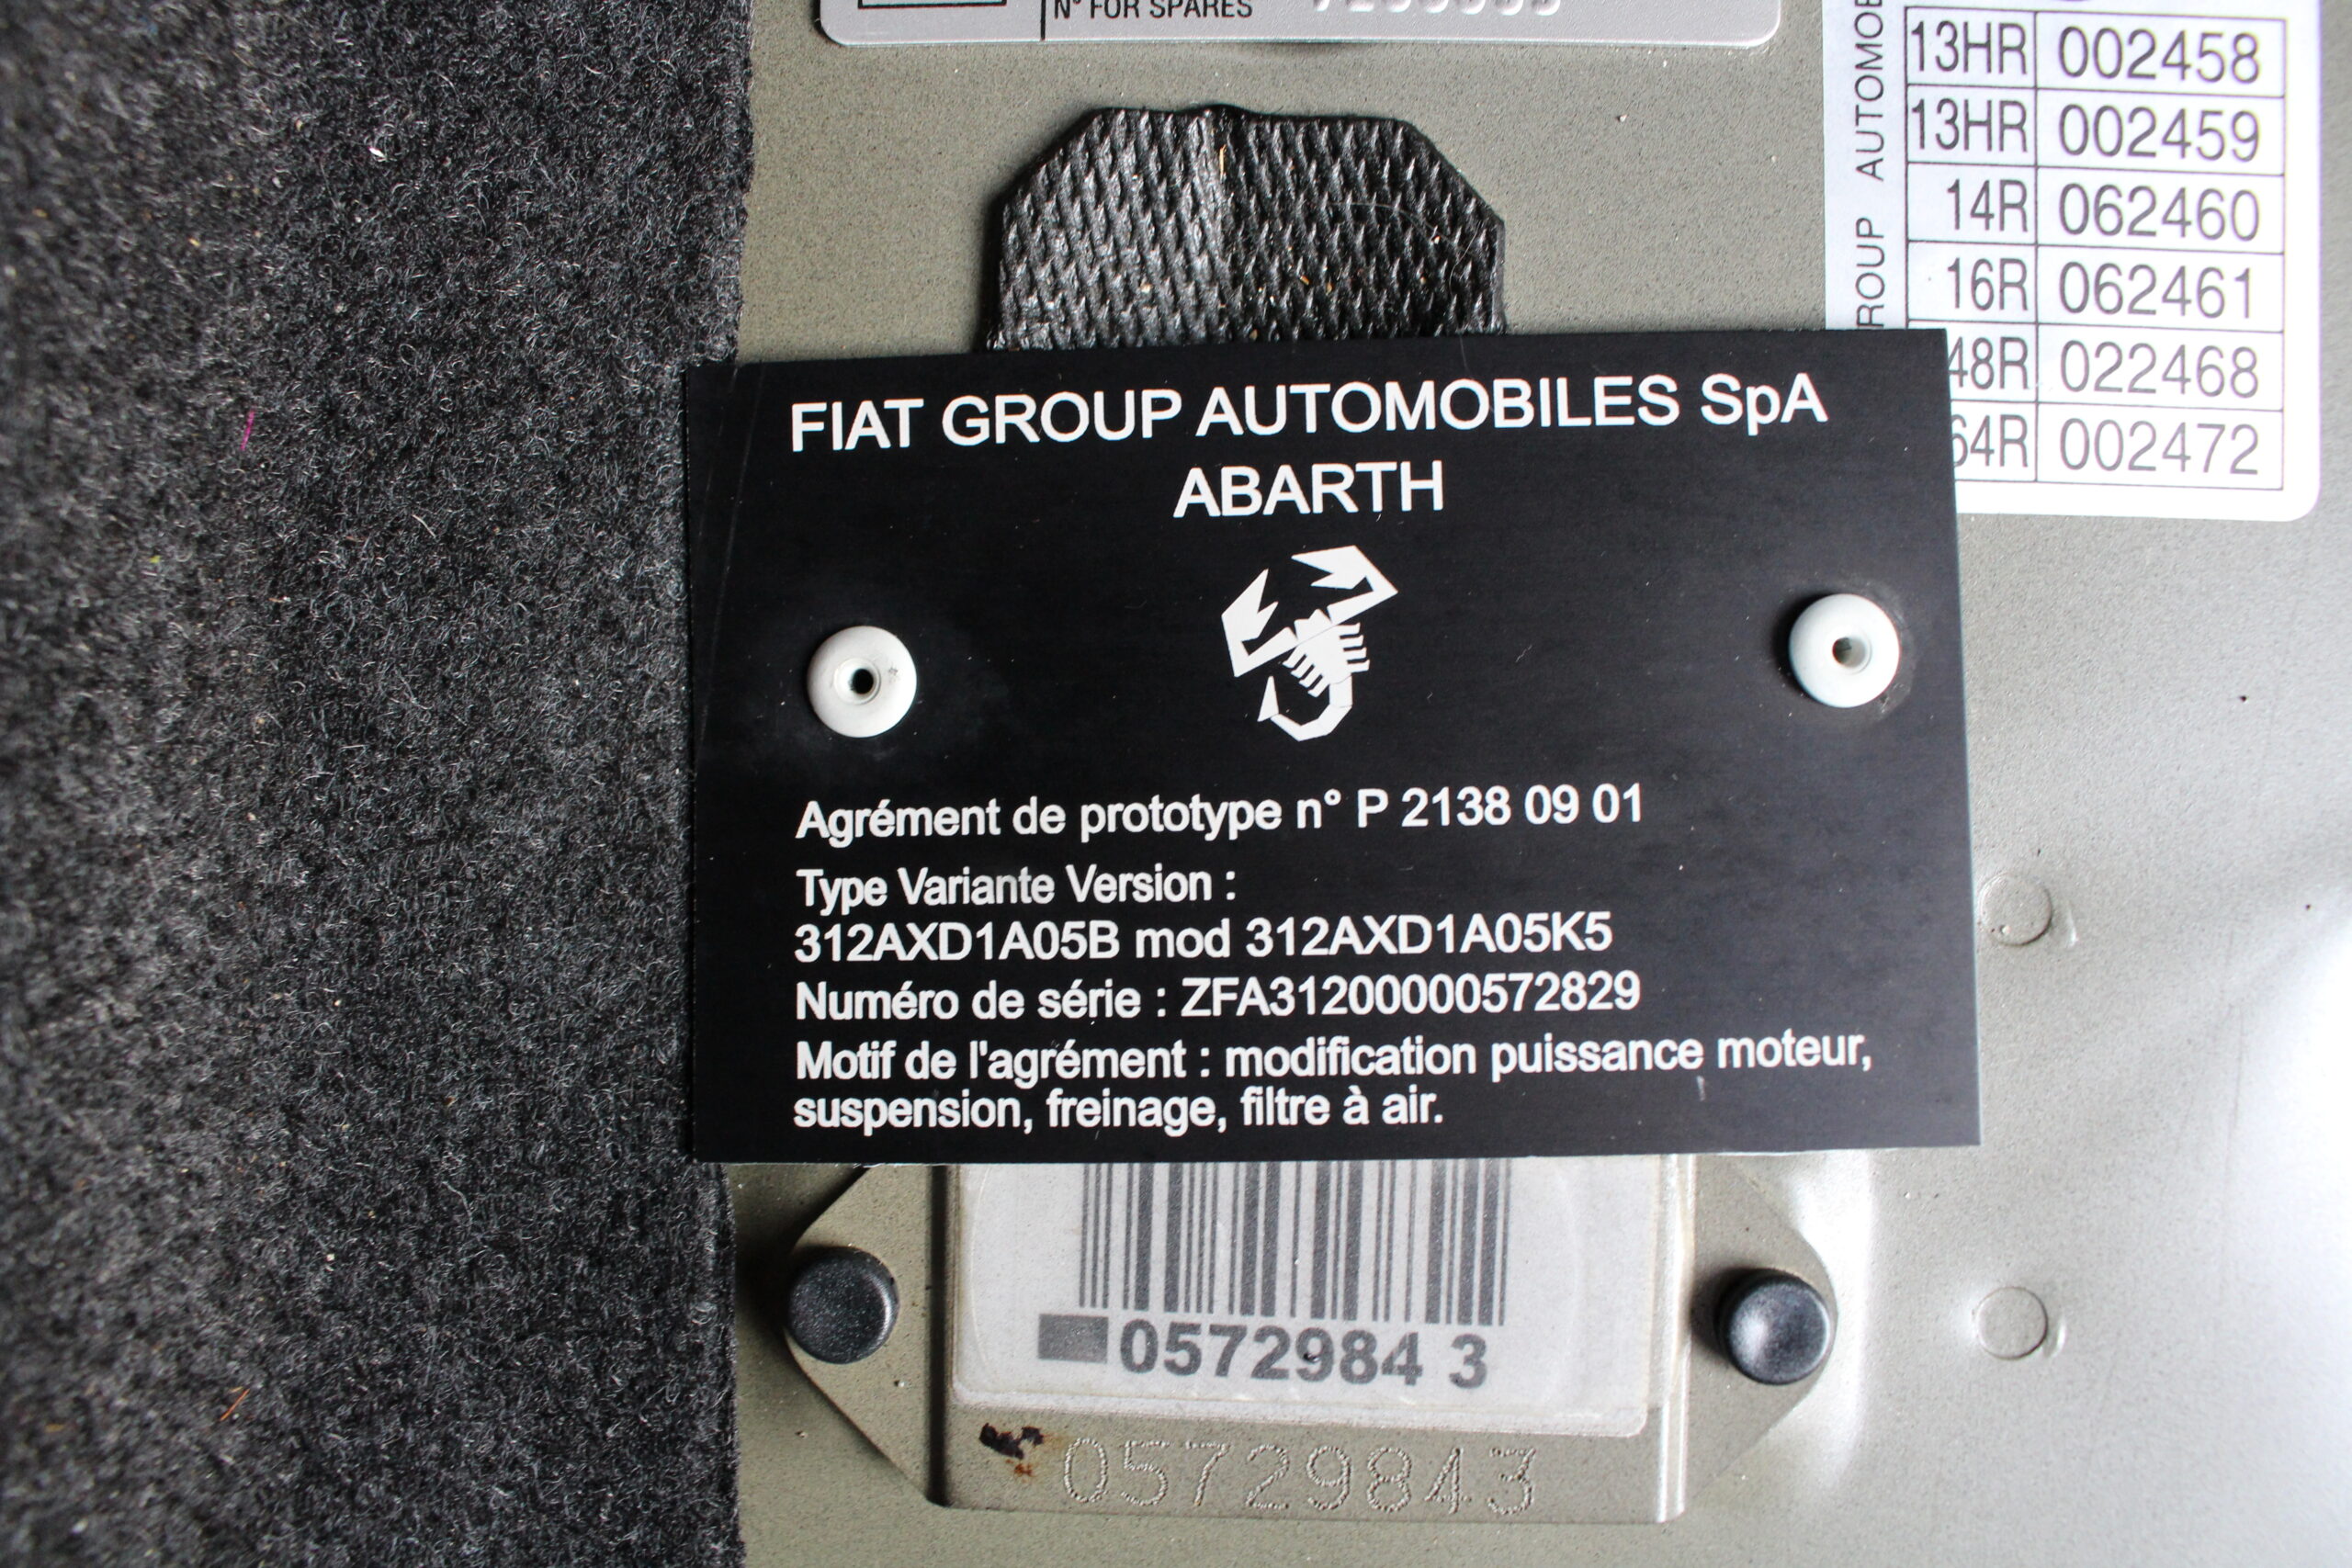 N° FOR SPARES
GROUP AUTOMOB
13HR 002458
13HR 002459
14R 062460
16R 062461
48R 022468
64R 002472
FIAT GROUP AUTOMOBILES SpA
ABARTH
Agrément de prototype n° P 2138 09 01
Type Variante Version :
312AXD1A05B mod 312AXD1A05K5
Numéro de série : ZFA31200000572829
Motif de l'agrément : modification puissance moteur,
suspension, freinage, filtre à air.
0572984 3
05729843